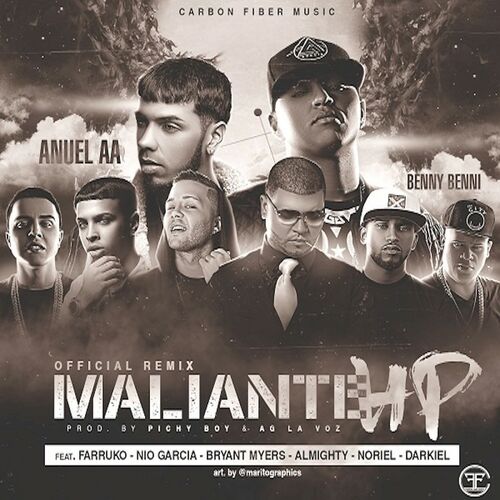 CARBON FIBER MUSIC
ANUEL AA
BENNY BENNI
OFFICIAL REMIX
MALIANTE HP
PROD. BY PICHY BOY & AG LA VOZ
FEAT. FARRUKO - NIO GARCIA - BRYANT MYERS - ALMIGHTY - NORIEL - DARKIEL
art. by @maritographics